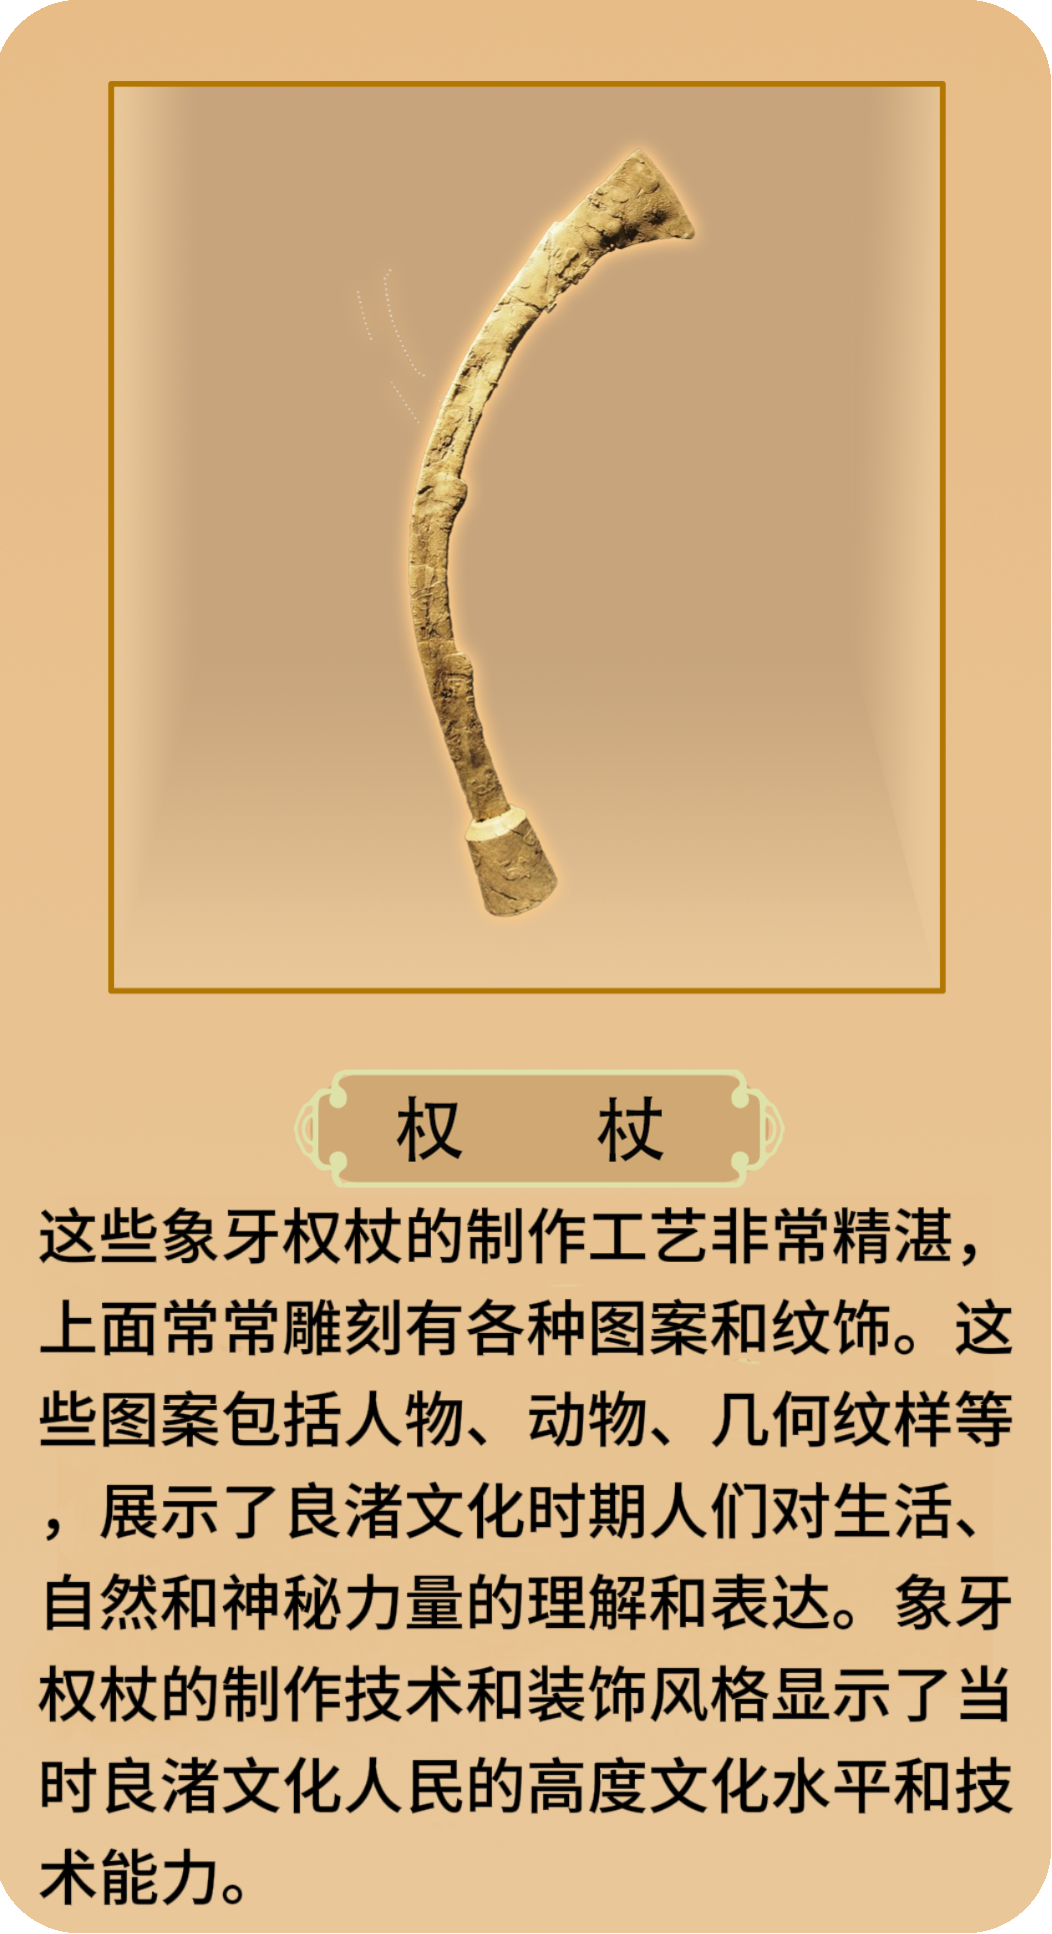 权 杖
这些象牙权杖的制作工艺非常精湛，
上面常常雕刻有各种图案和纹饰。这
些图案包括人物、动物、几何纹样等
，展示了良渚文化时期人们对生活、
自然和神秘力量的理解和表达。象牙
权杖的制作技术和装饰风格显示了当
时良渚文化人民的高度文化水平和技
术能力。